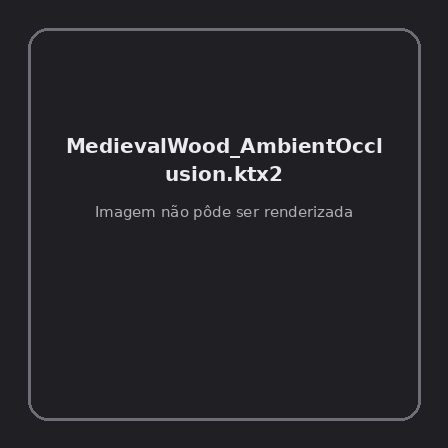 MedievalWood_AmbientOccl
usion.ktx2
Imagem não pôde ser renderizada